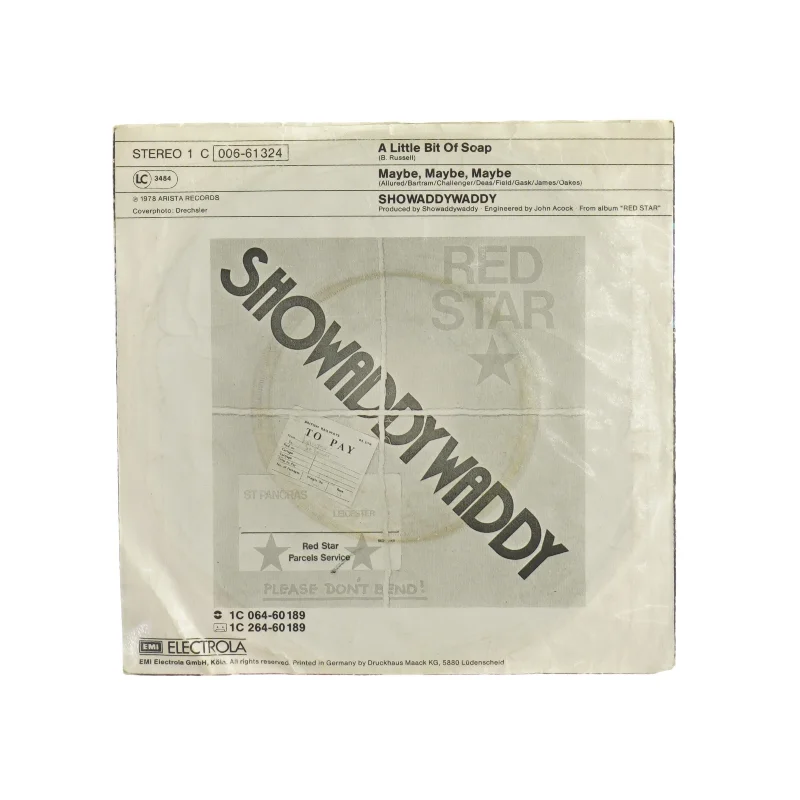 STEREO 1 C 006-61324
A Little Bit Of Soap
(B. Russell)
LC 3484
Maybe, Maybe, Maybe
(Allured/Bartram/Challenger/Deas/Field/Gask/James/Oakes)
℗ 1978 ARISTA RECORDS
Coverphoto: Drechsler
SHOWADDYWADDY
Produced by Showaddywaddy · Engineered by John Acock · From album "RED STAR"
RED
STAR
SHOWADDYWADDY
TO PAY
ST PANCRAS
LEICESTER
Red Star
Parcels Service
PLEASE DON'T BEND!
1C 064-60189
1C 264-60189
EMI ELECTROLA
EMI Electrola GmbH, Köln. All rights reserved. Printed in Germany by Druckhaus Maack KG, 5880 Lüdenscheid